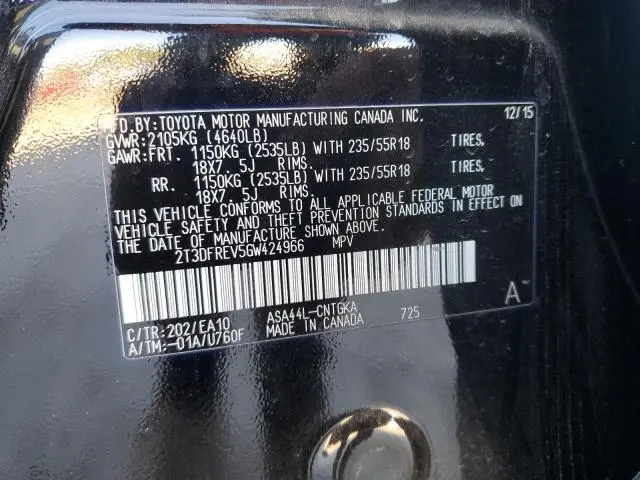 MFD.BY:TOYOTA MOTOR MANUFACTURING CANADA INC. 12/15
GVWR:2105KG (4640LB)
GAWR:FRT. 1150KG (2535LB) WITH 235/55R18 TIRES,
18X7 .5J RIMS.
RR. 1150KG (2535LB) WITH 235/55R18 TIRES,
18X7 .5J RIMS.
THIS VEHICLE CONFORMS TO ALL APPLICABLE FEDERAL MOTOR
VEHICLE SAFETY AND THEFT PREVENTION STANDARDS IN EFFECT ON
THE DATE OF MANUFACTURE SHOWN ABOVE.
2T3DFREV5GW424966 MPV
C/TR:202/EA10 ASA44L-CNTGKA 725 A
A/TM:-01A/U760F MADE IN CANADA